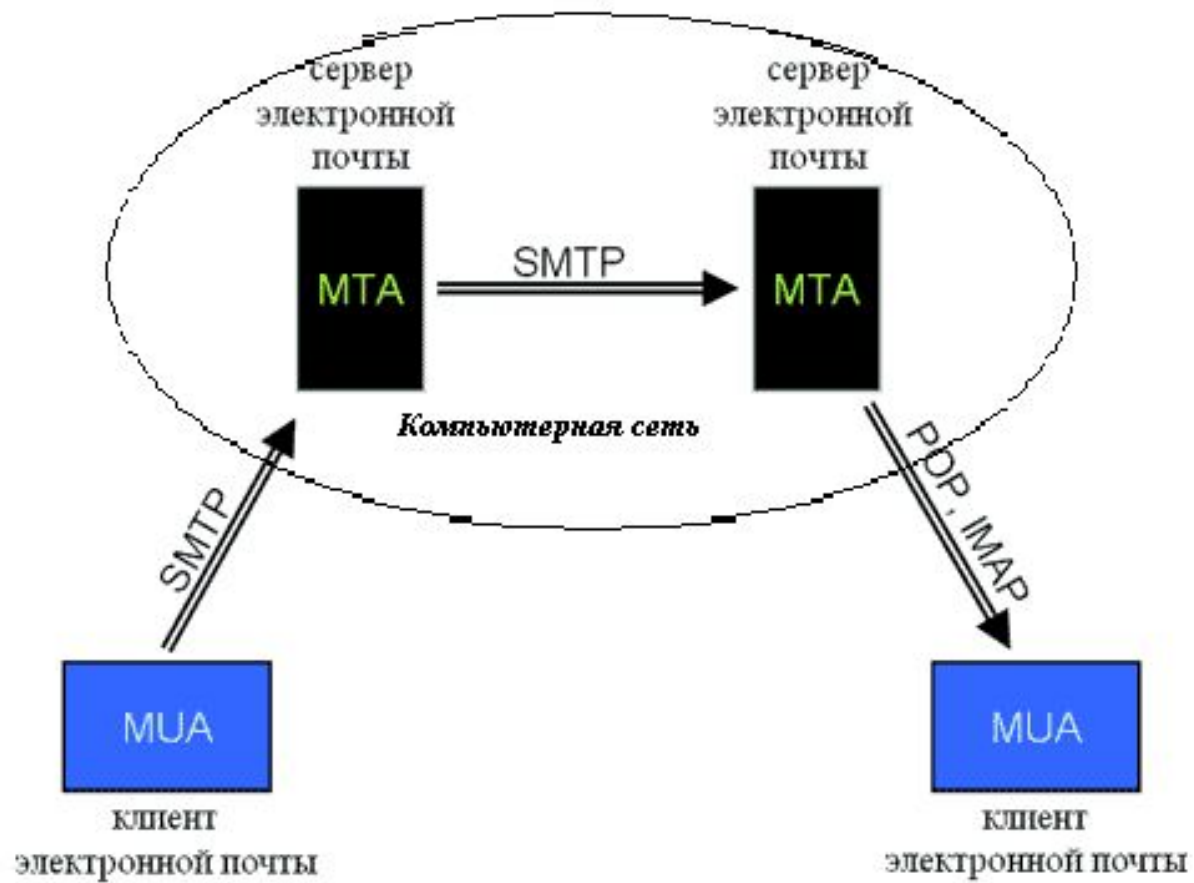 сервер
электронной
почты
сервер
электронной
почты
MTA
SMTP
MTA
Компьютерная сеть
SMTP
POP, IMAP
MUA
MUA
клиент
электронной почты
клиент
электронной почты